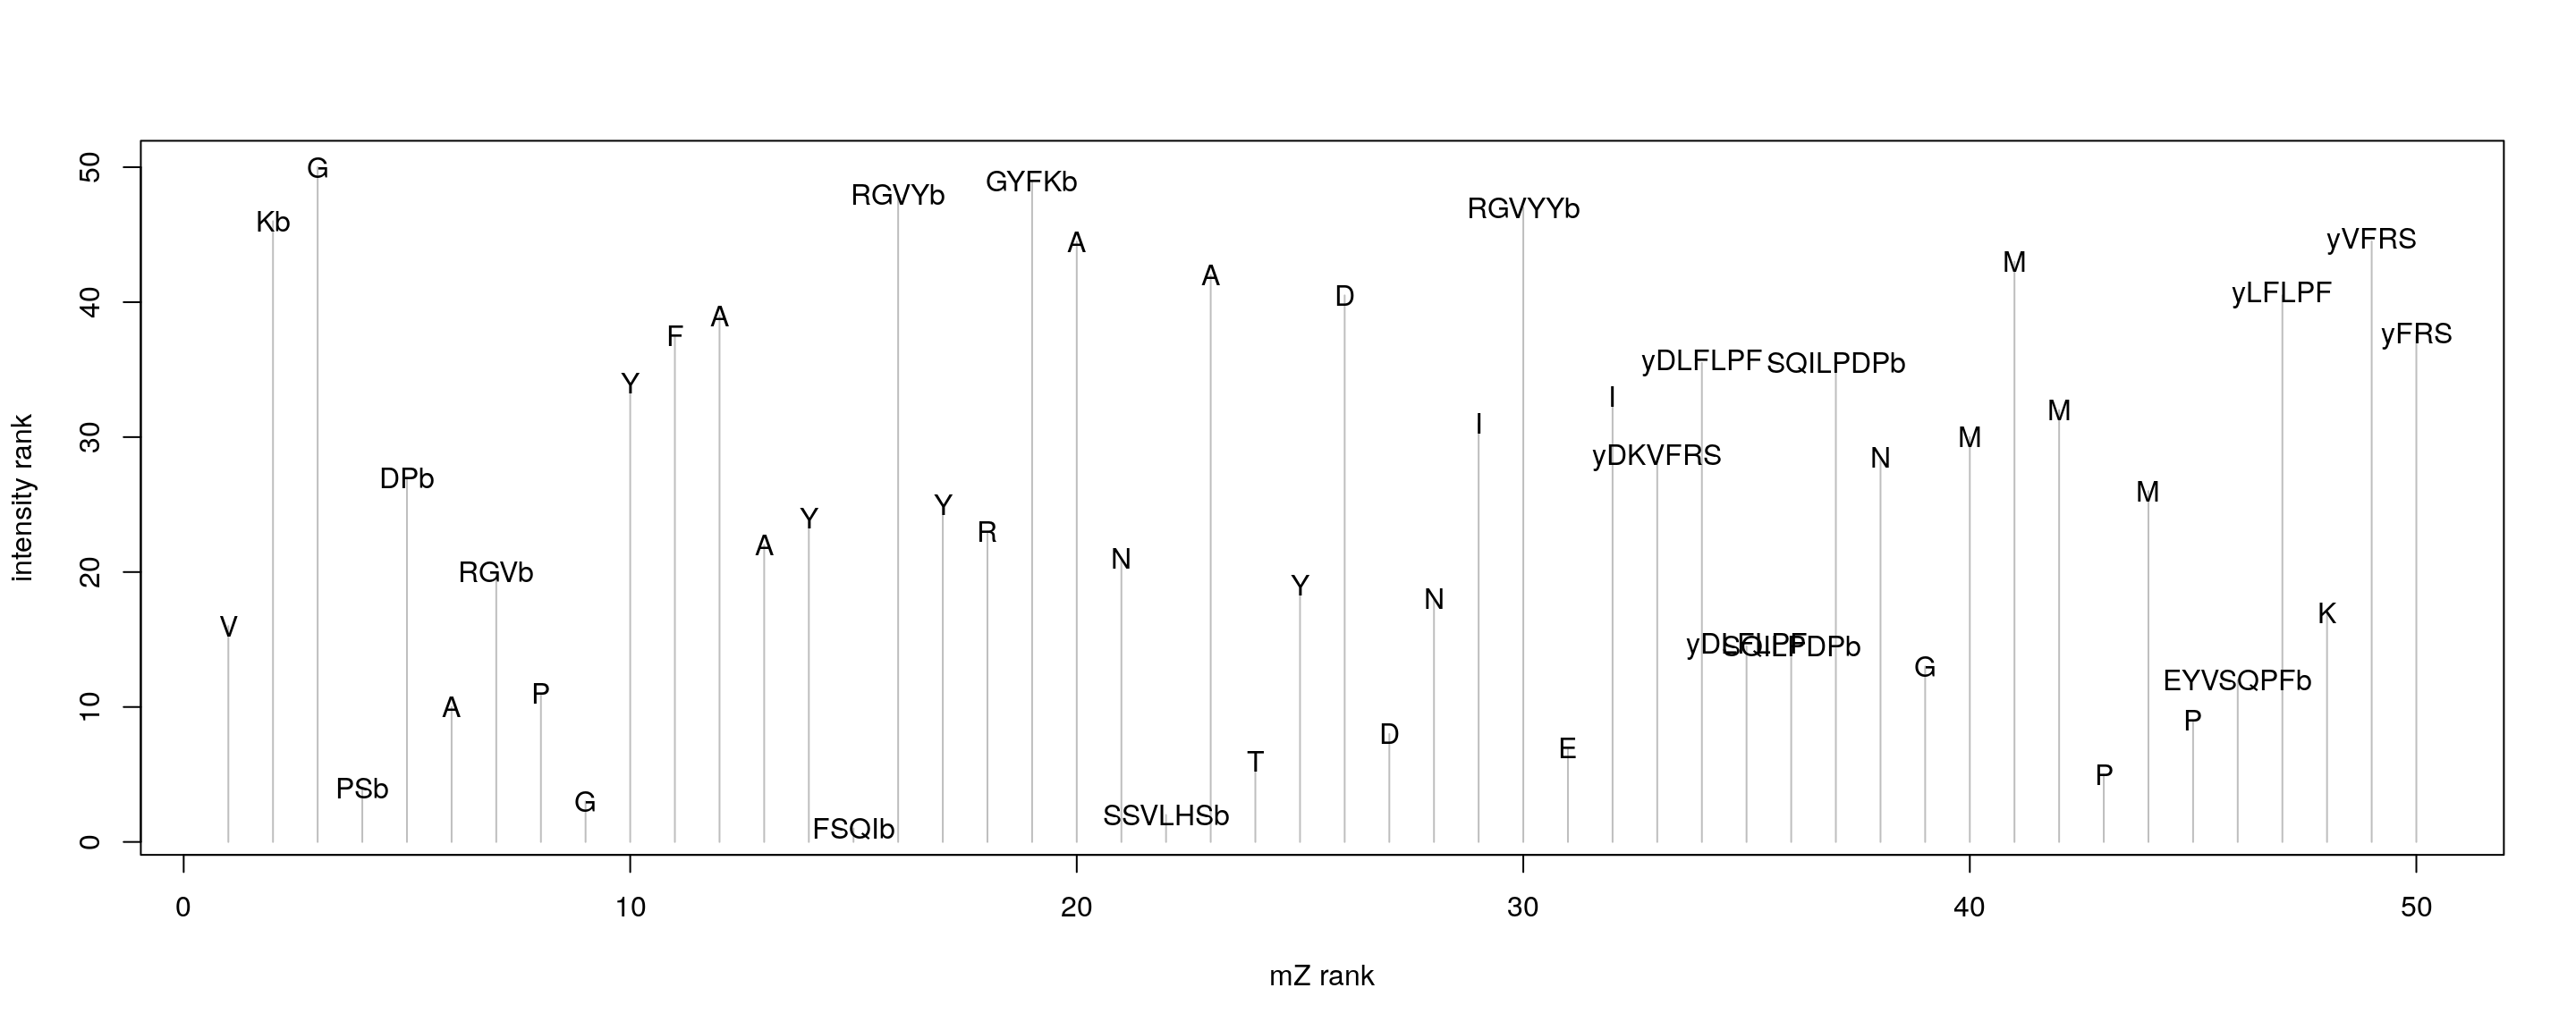 G
RGVYb
GYFKb
RGVYYb
Kb
A
yVFRS
M
A
D
yLFLPF
A
F
yFRS
Y
yDLFLPF
SQILPDPb
I
M
I
M
yDKVFRS
N
DPb
M
Y
Y
R
A
N
RGVb
Y
N
V
K
yDLFLPF
SQILPDPb
G
EYVSQPFb
P
A
P
D
E
T
P
PSb
G
SSVLHSb
FSQIb
intensity rank
0
10
20
30
40
50
0 10 20 30 40 50
mZ rank